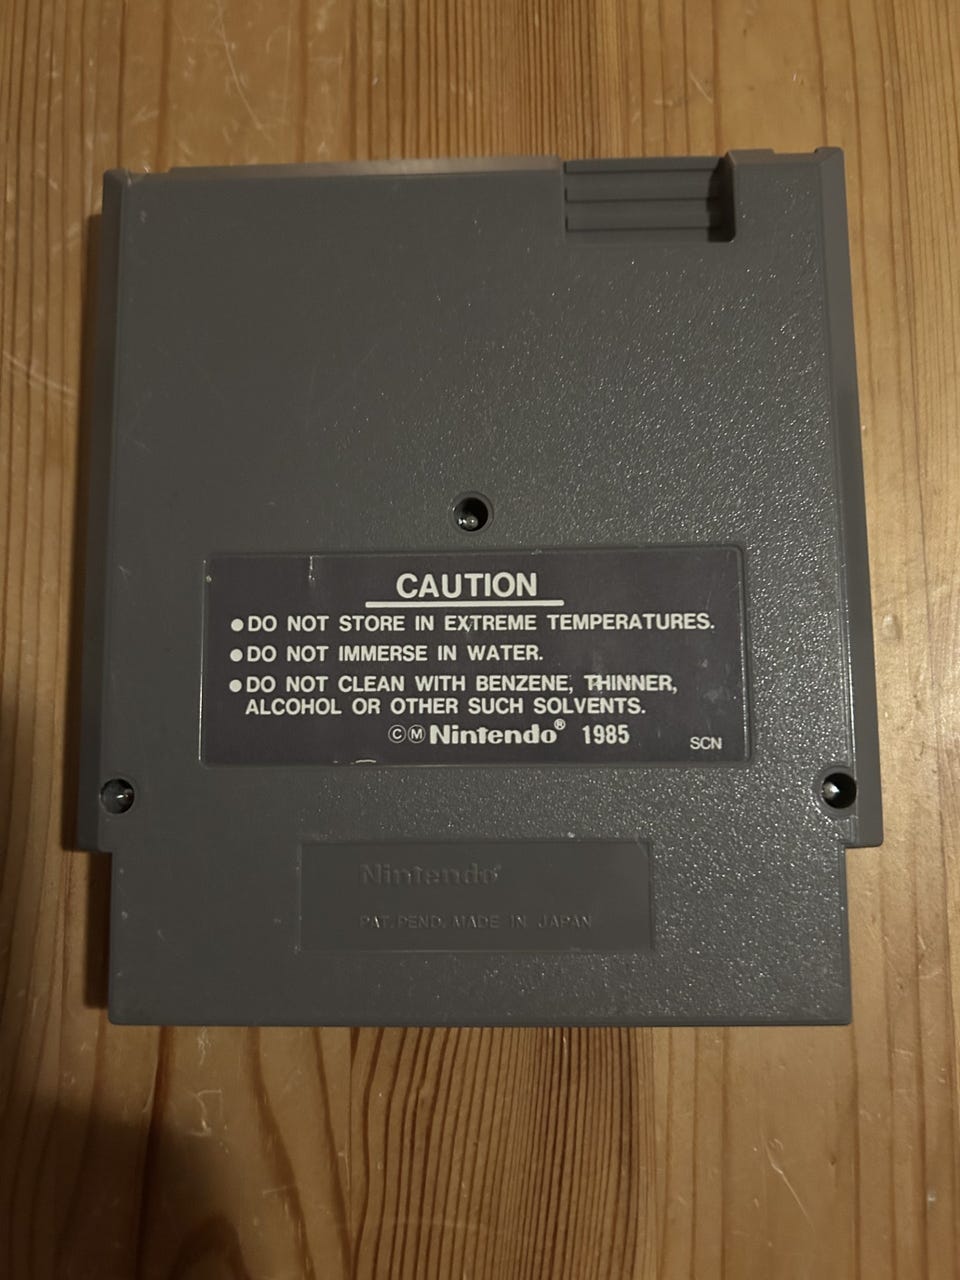 CAUTION
●DO NOT STORE IN EXTREME TEMPERATURES.
●DO NOT IMMERSE IN WATER.
●DO NOT CLEAN WITH BENZENE, THINNER,
ALCOHOL OR OTHER SUCH SOLVENTS.
©Ⓜ Nintendo® 1985
SCN
Nintendo®
PAT. PEND. MADE IN JAPAN